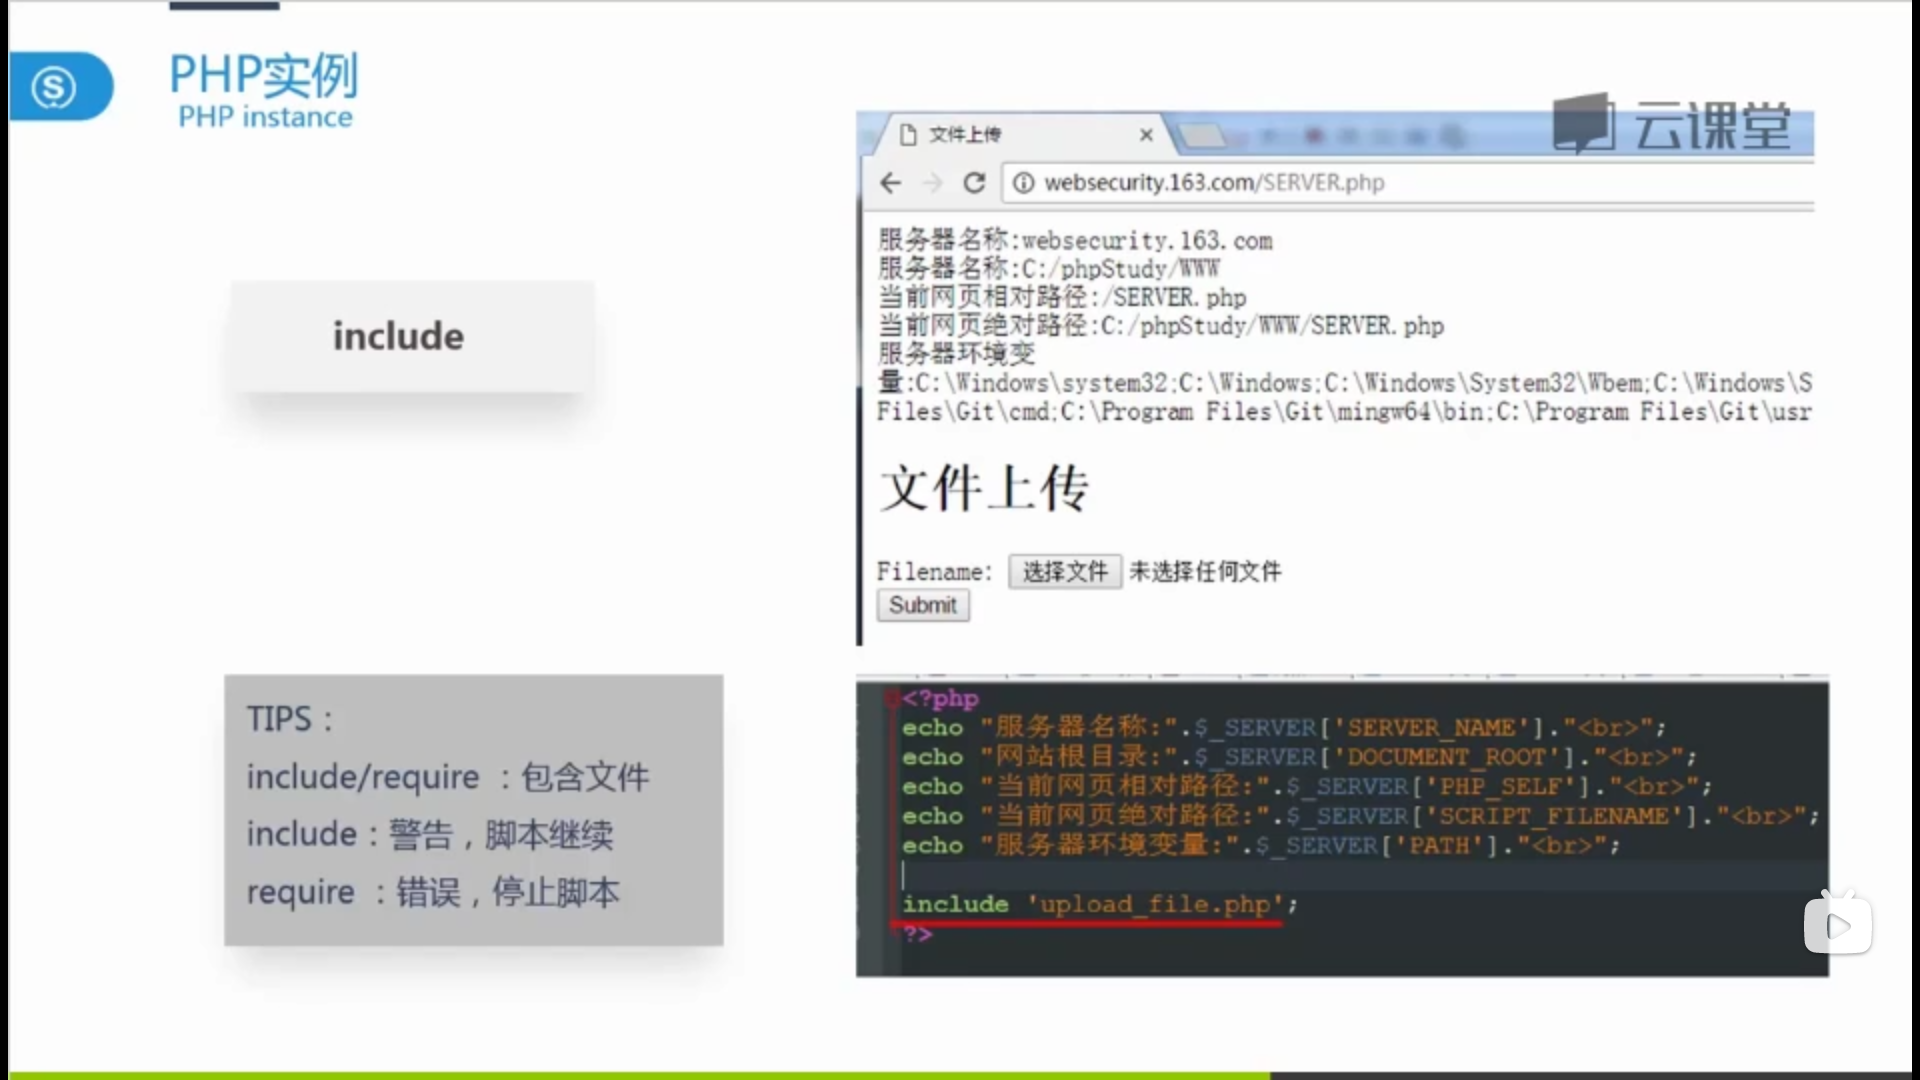 PHP实例
PHP instance
云课堂
文件上传
websecurity.163.com/SERVER.php
服务器名称:websecurity.163.com
服务器名称:C:/phpStudy/WWW
当前网页相对路径:/SERVER.php
当前网页绝对路径:C:/phpStudy/WWW/SERVER.php
服务器环境变
量:C:\Windows\system32;C:\Windows;C:\Windows\System32\Wbem;C:\Windows\S
Files\Git\cmd;C:\Program Files\Git\mingw64\bin;C:\Program Files\Git\usr
文件上传
Filename: 选择文件 未选择任何文件
Submit
include
TIPS：
include/require ：包含文件
include：警告，脚本继续
require ：错误，停止脚本
<?php
echo "服务器名称:".$_SERVER['SERVER_NAME']."<br>";
echo "网站根目录:".$_SERVER['DOCUMENT_ROOT']."<br>";
echo "当前网页相对路径:".$_SERVER['PHP_SELF']."<br>";
echo "当前网页绝对路径:".$_SERVER['SCRIPT_FILENAME']."<br>";
echo "服务器环境变量:".$_SERVER['PATH']."<br>";
include 'upload_file.php';
?>